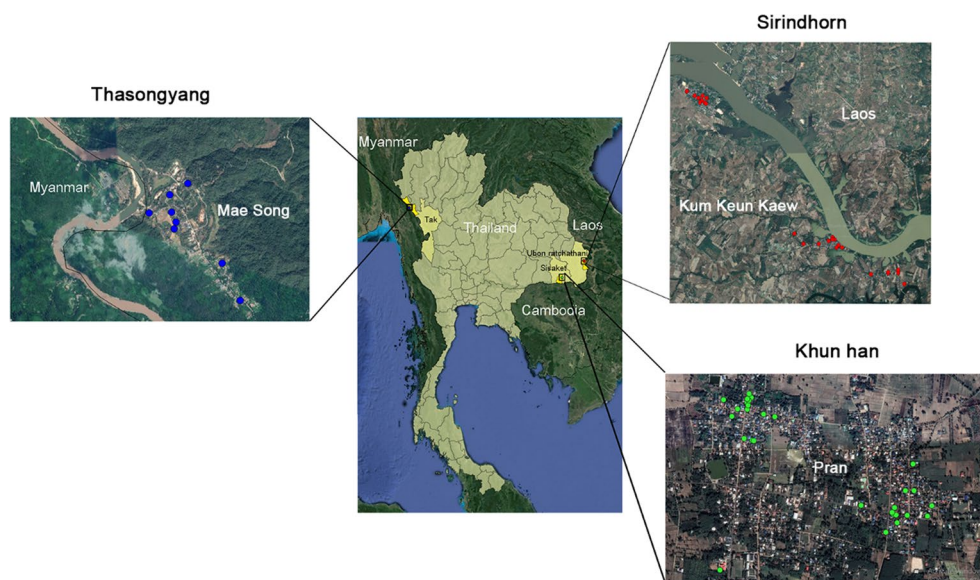 Sirindhorn
Thasongyang
Laos
Myanmar
Myanmar
Mae Song
Kum Keun Kaew
Tak
Thailand
Laos
Ubon ratchathani
Sisaket
Cambodia
Khun han
Pran